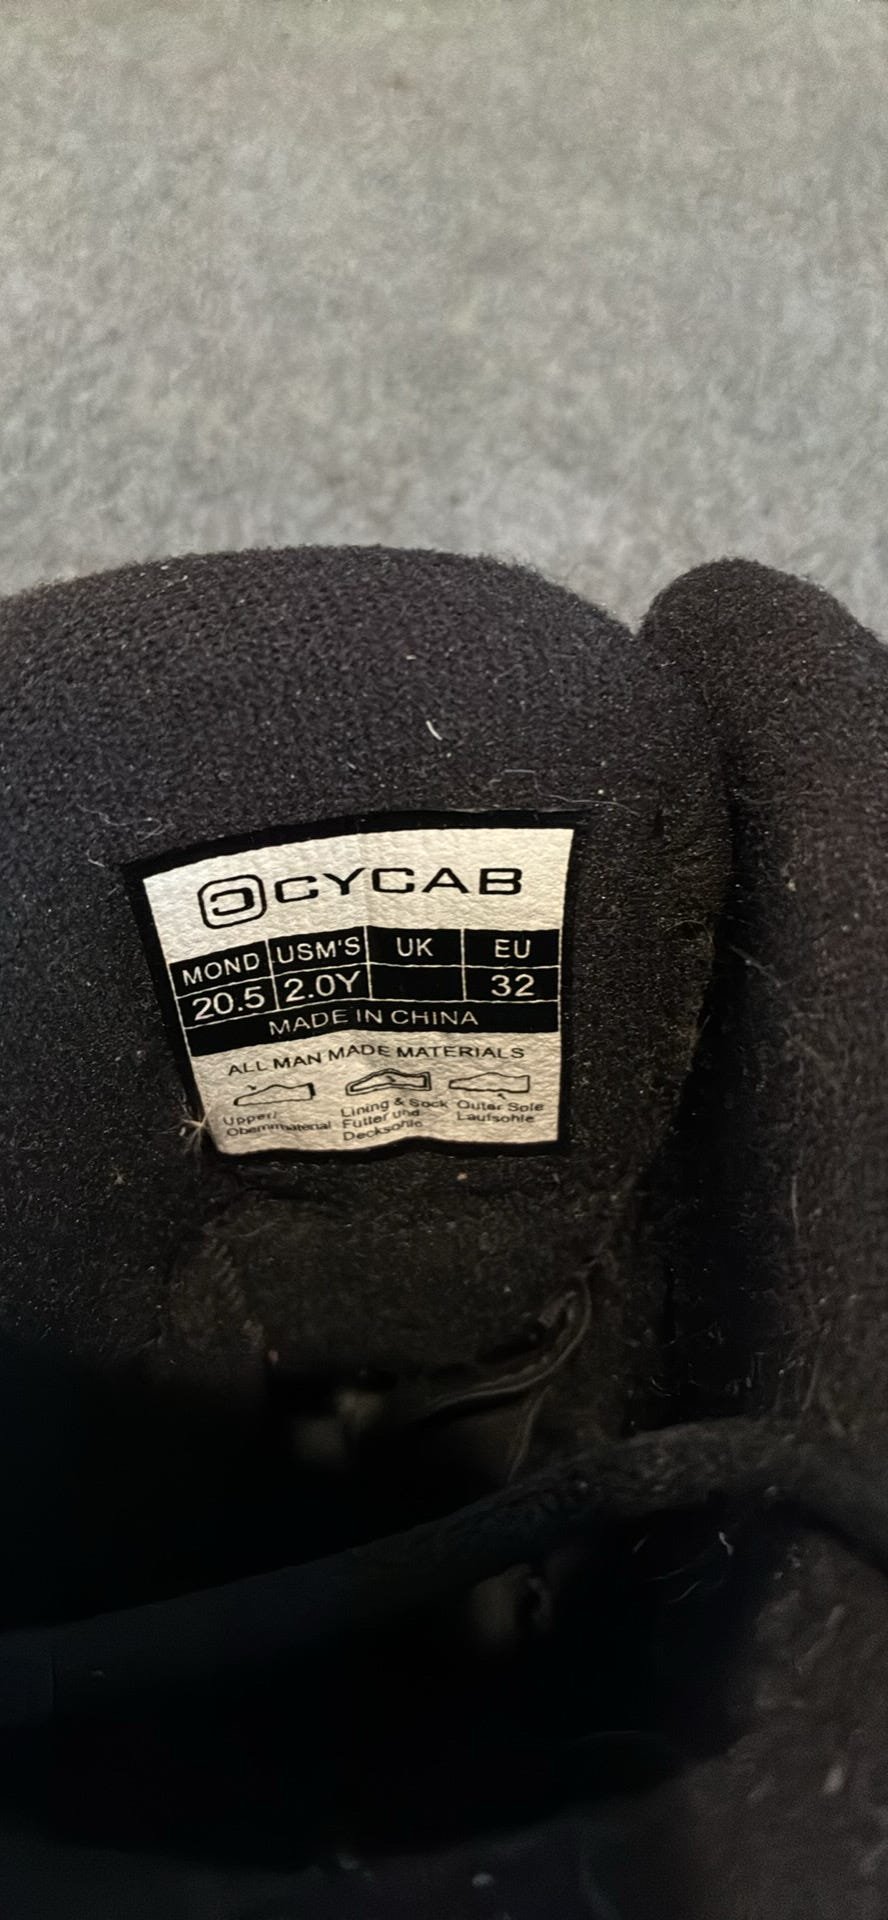 CYCAB
MOND USM'S UK EU
20.5 2.0Y 32
MADE IN CHINA
ALL MAN MADE MATERIALS
Upper/ Lining & Sock Outer Sole
Obermmaterial Futter und Laufsohle
Decksohle